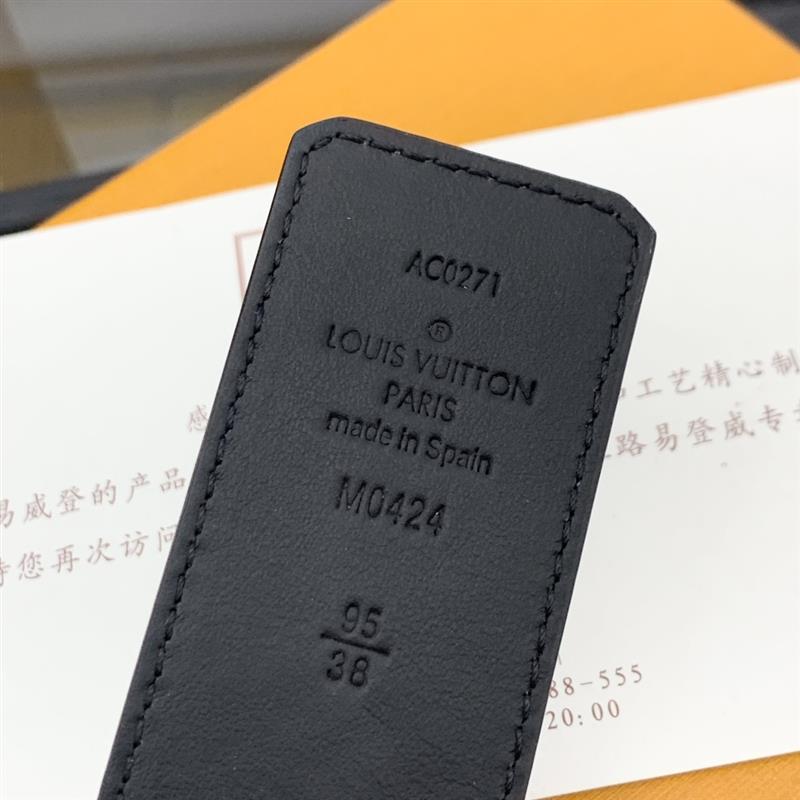 AC0271
®
LOUIS VUITTON
PARIS
made in Spain
M0424
95
38
感
工艺精心制
路易登威专
易威登的产品
待您再次访问
88-555
20:00